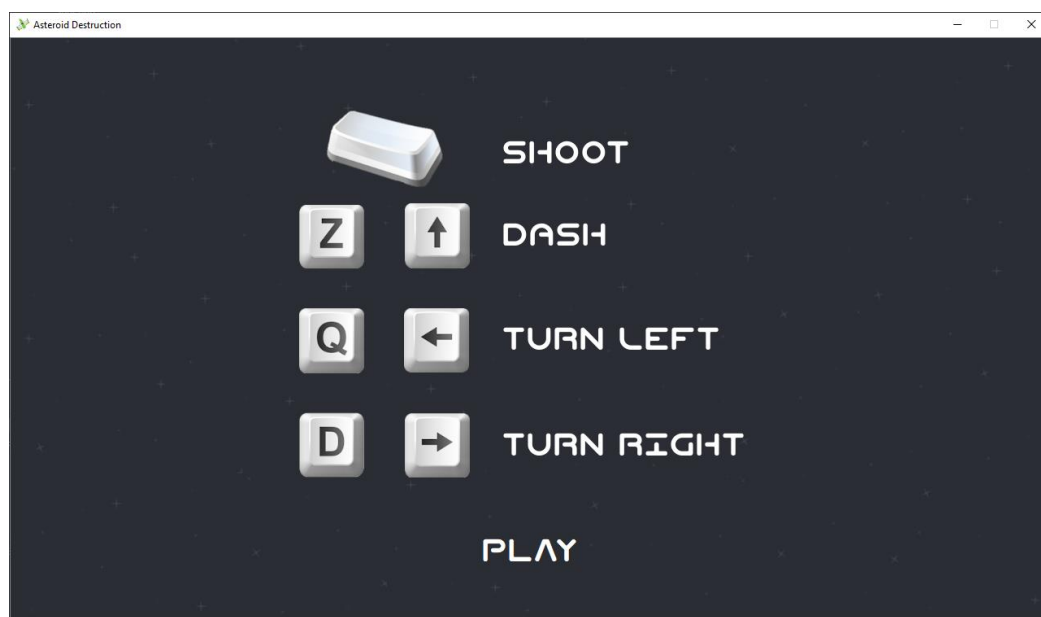 Asteroid Destruction
SHOOT
Z ↑ DASH
Q ← TURN LEFT
D → TURN RIGHT
PLAY